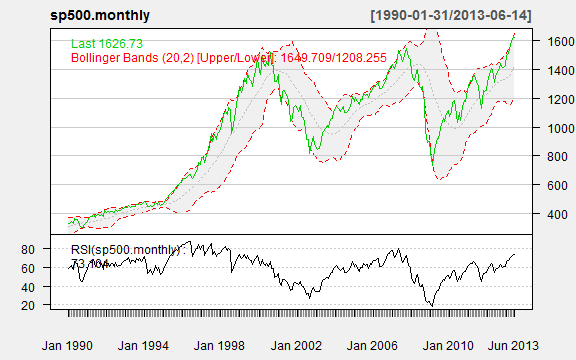 sp500.monthly [1990-01-31/2013-06-14]
Last 1626.73
Bollinger Bands (20,2) [Upper/Lower]: 1649.709/1208.255
1600
1400
1200
1000
800
600
400
RSI(sp500.monthly) :
80
60
40
20
Jan 1990 Jan 1994 Jan 1998 Jan 2002 Jan 2006 Jan 2010 Jun 2013